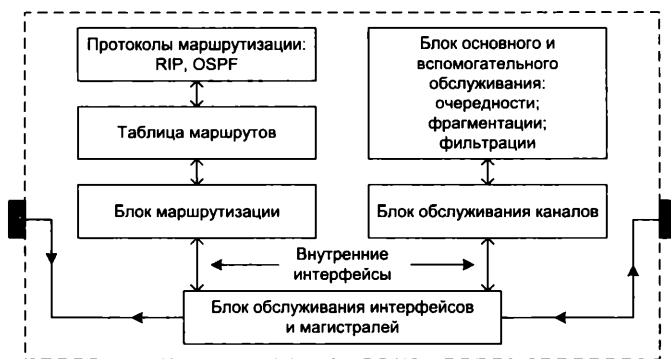 Протоколы маршрутизации:
RIP, OSPF
Таблица маршрутов
Блок маршрутизации
Блок основного и
вспомогательного
обслуживания:
очередности;
фрагментации;
фильтрации
Блок обслуживания каналов
Внутренние
интерфейсы
Блок обслуживания интерфейсов
и магистралей